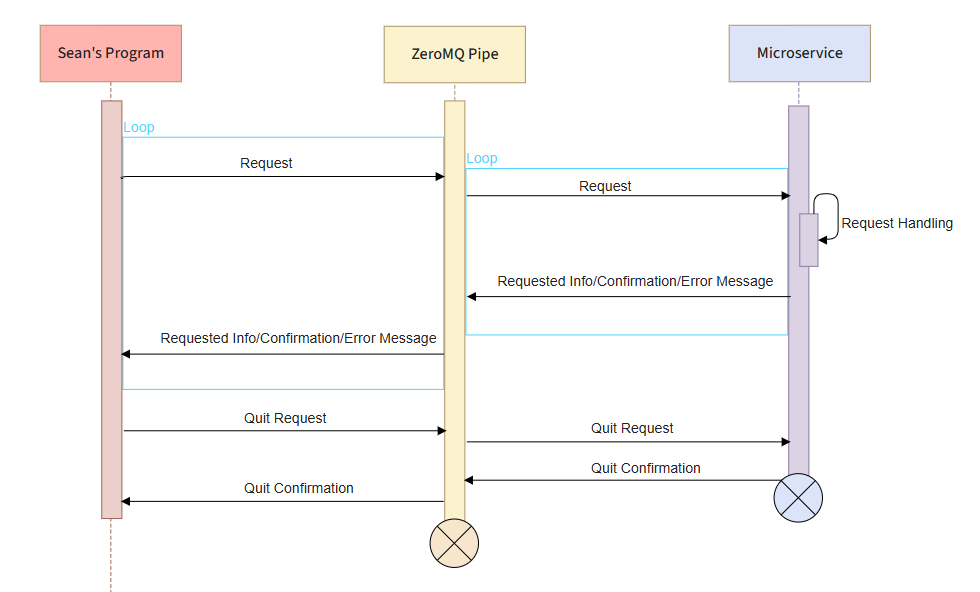 Sean's Program
ZeroMQ Pipe
Microservice
Loop
Request
Loop
Request
Request Handling
Requested Info/Confirmation/Error Message
Requested Info/Confirmation/Error Message
Quit Request
Quit Request
Quit Confirmation
Quit Confirmation